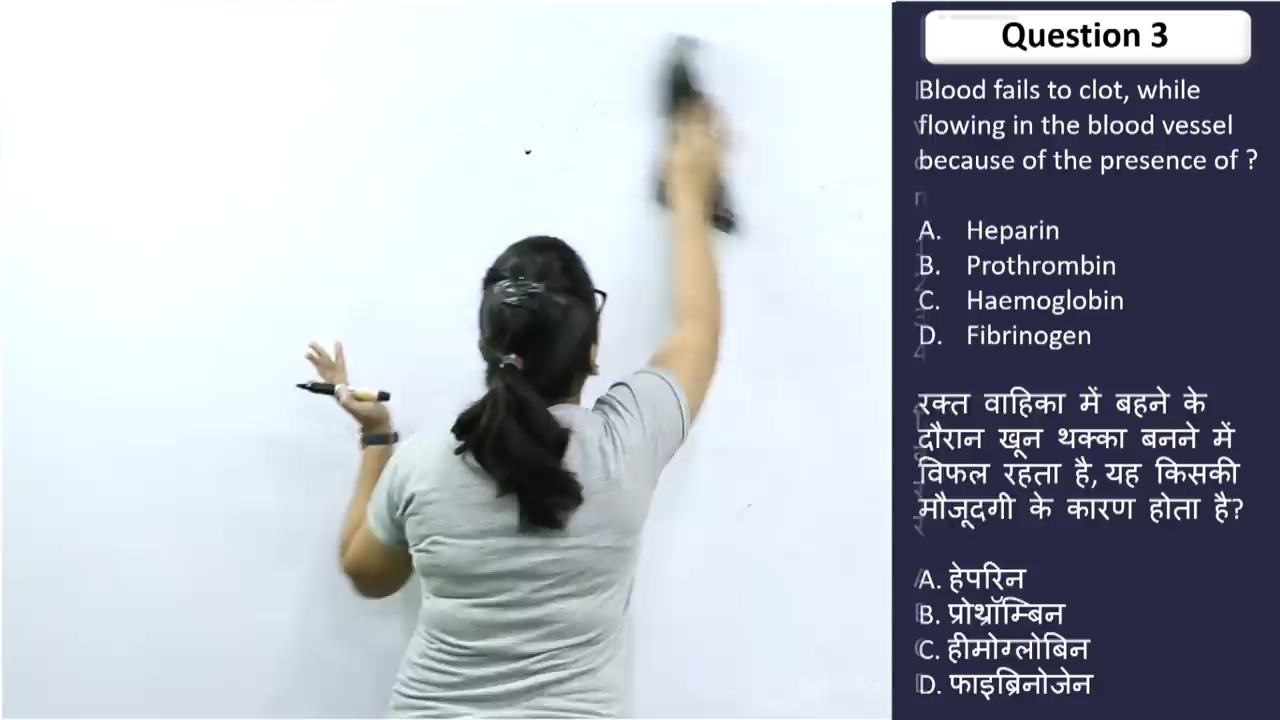 Question 3
Blood fails to clot, while
flowing in the blood vessel
because of the presence of ?
A. Heparin
B. Prothrombin
C. Haemoglobin
D. Fibrinogen
रक्त वाहिका में बहने के
दौरान खून थक्का बनने में
विफल रहता है, यह किसकी
मौजूदगी के कारण होता है?
A. हेपरिन
B. प्रोथ्रॉम्बिन
C. हीमोग्लोबिन
D. फाइब्रिनोजेन